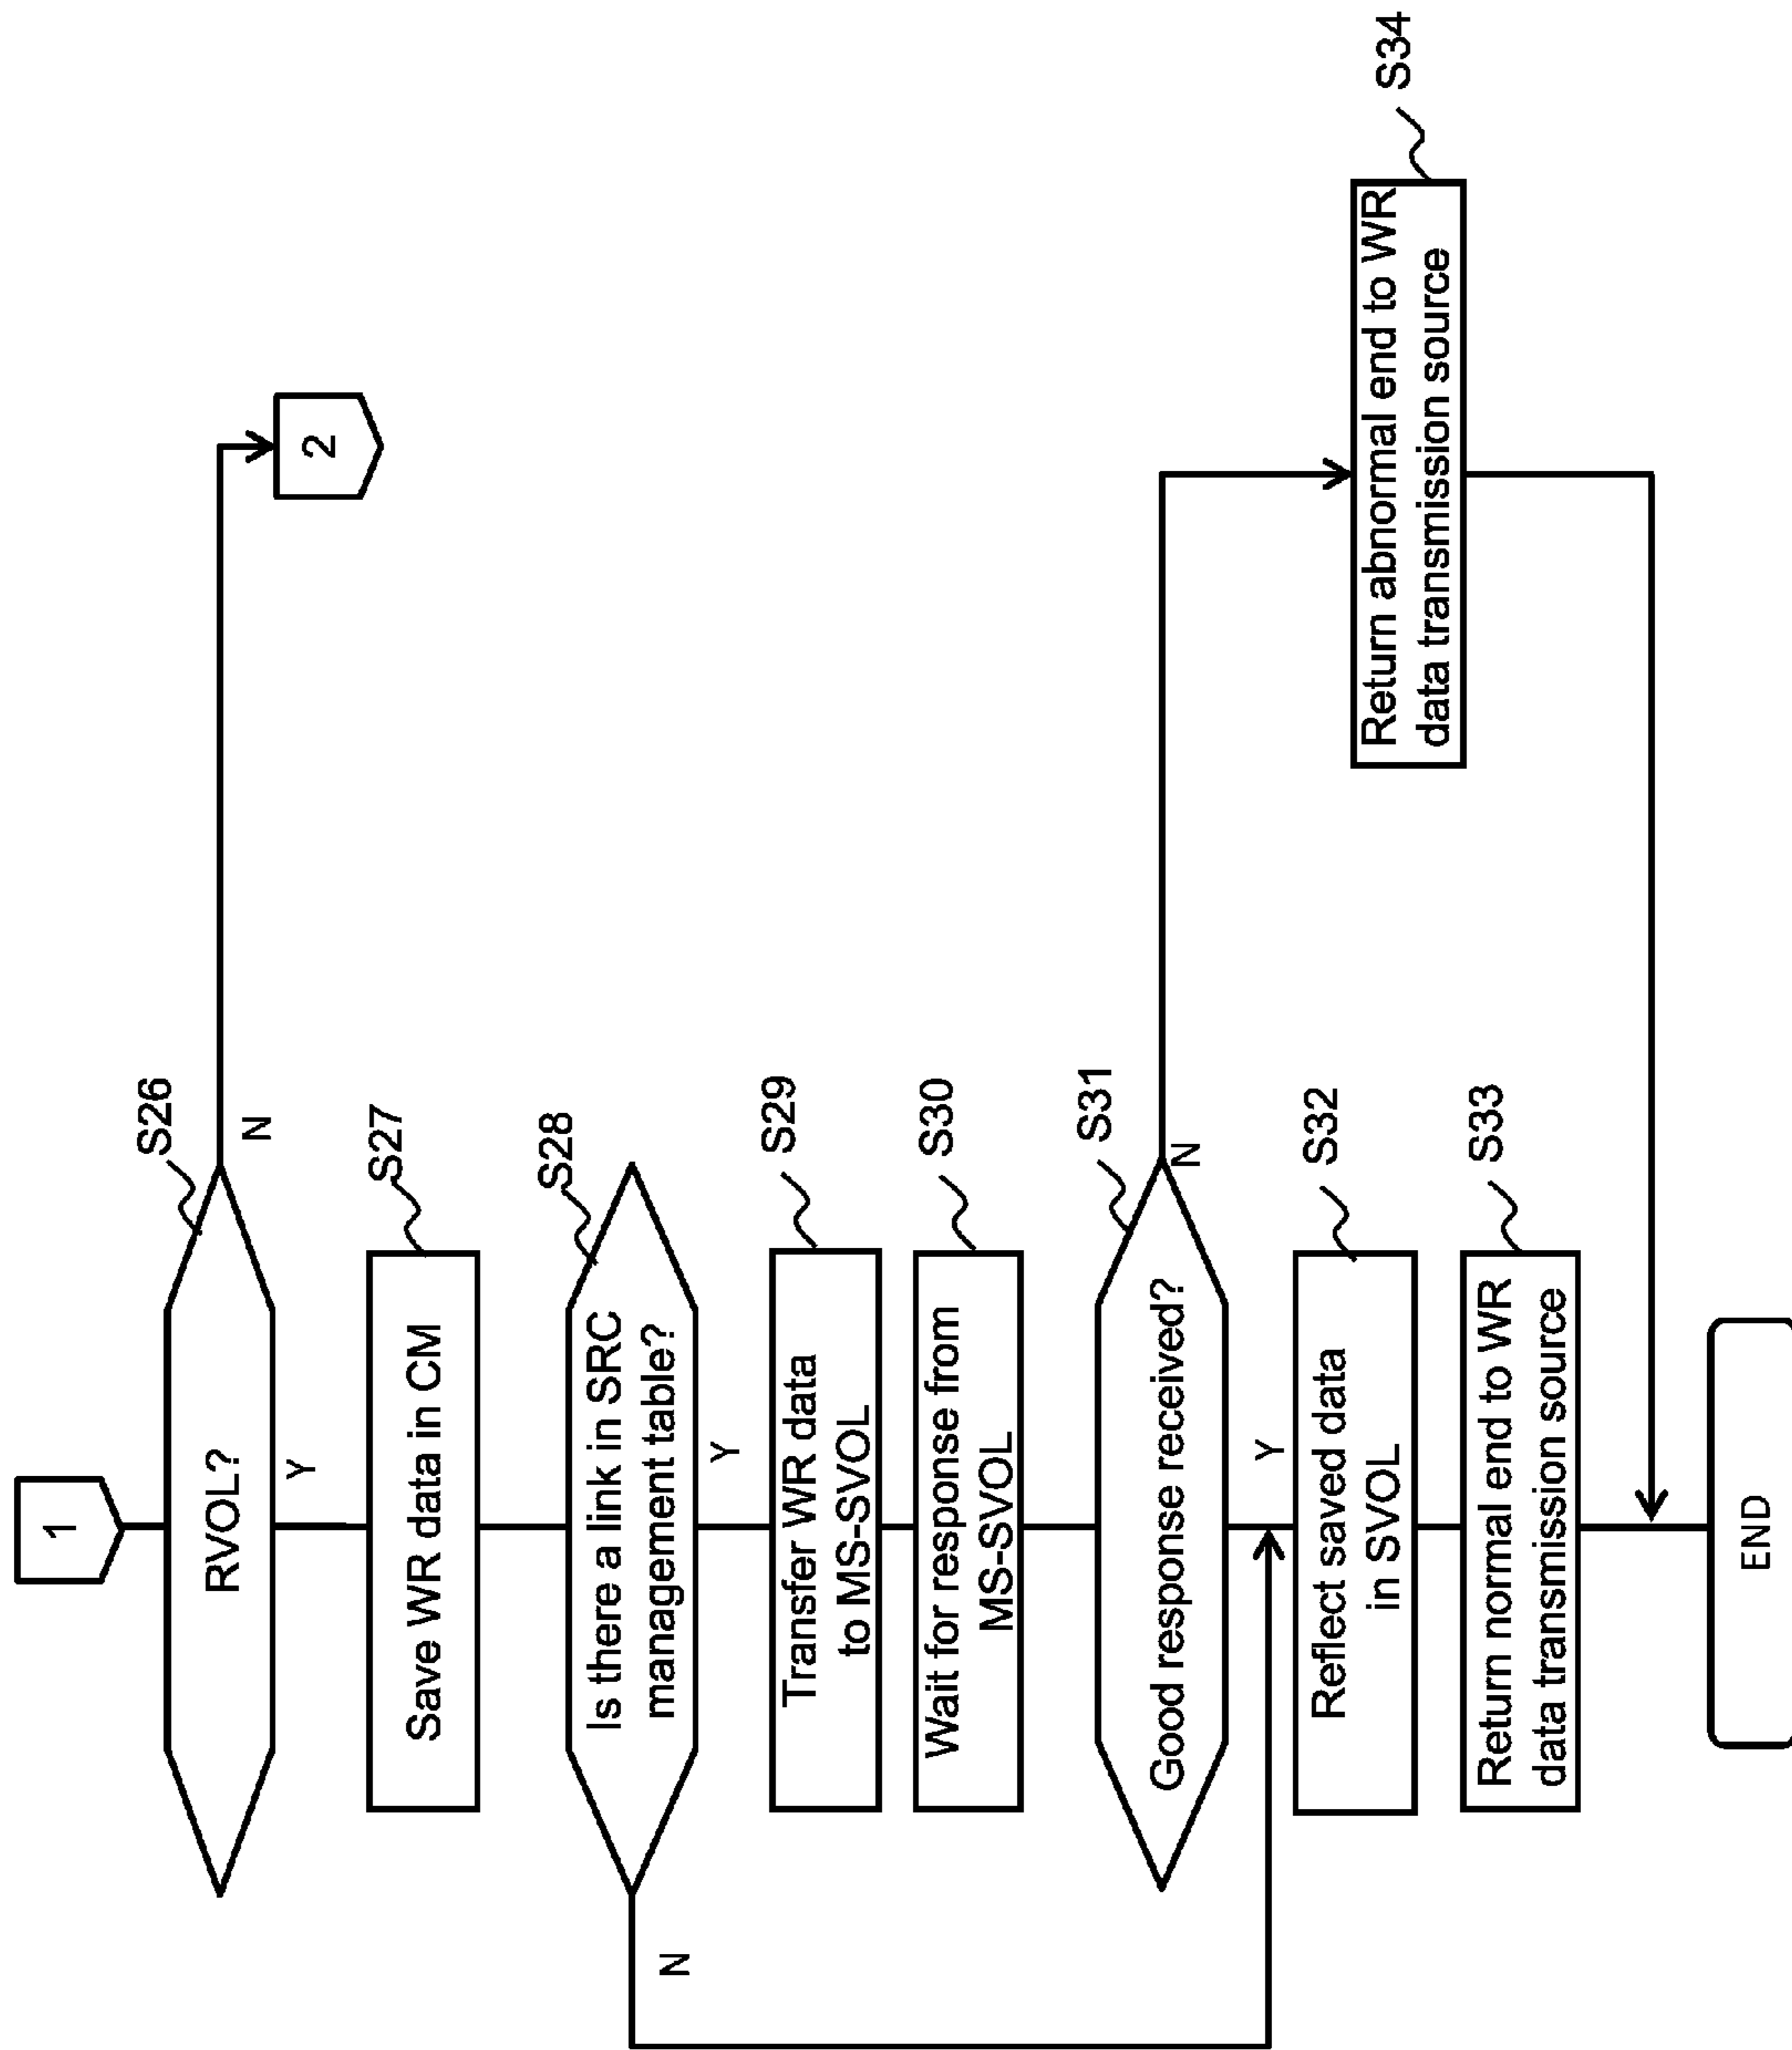 1
RVOL?
S26
N
Y
2
Save WR data in CM
S27
Is there a link in SRC
management table?
S28
N
Y
Transfer WR data
to MS-SVOL
S29
Wait for response from
MS-SVOL
S30
Good response received?
S31
N
Y
Reflect saved data
in SVOL
S32
Return normal end to WR
data transmission source
S33
Return abnormal end to WR
data transmission source
S34
END